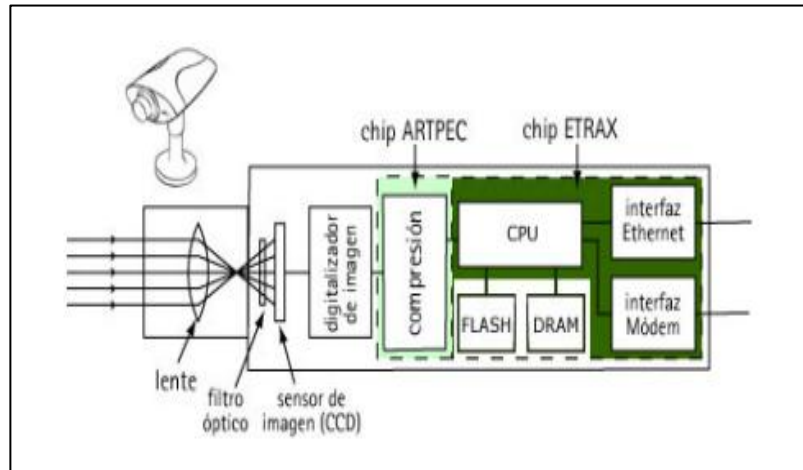 chip ARTPEC
chip ETRAX
digitalizador
de imagen
compresión
CPU
FLASH
DRAM
interfaz
Ethernet
interfaz
Módem
lente
filtro
óptico
sensor de
imagen (CCD)